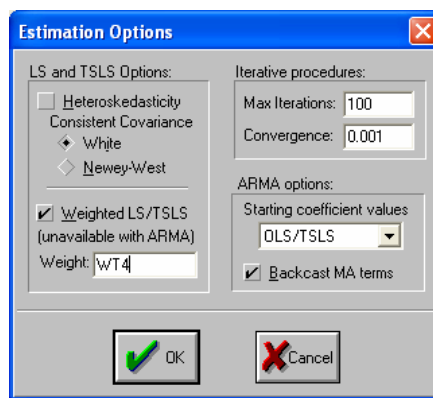 Estimation Options
LS and TSLS Options:
Heteroskedasticity
Consistent Covariance
White
Newey-West
Weighted LS/TSLS
(unavailable with ARMA)
Weight: WT4
Iterative procedures:
Max Iterations: 100
Convergence: 0.001
ARMA options:
Starting coefficient values
OLS/TSLS
Backcast MA terms
OK
Cancel